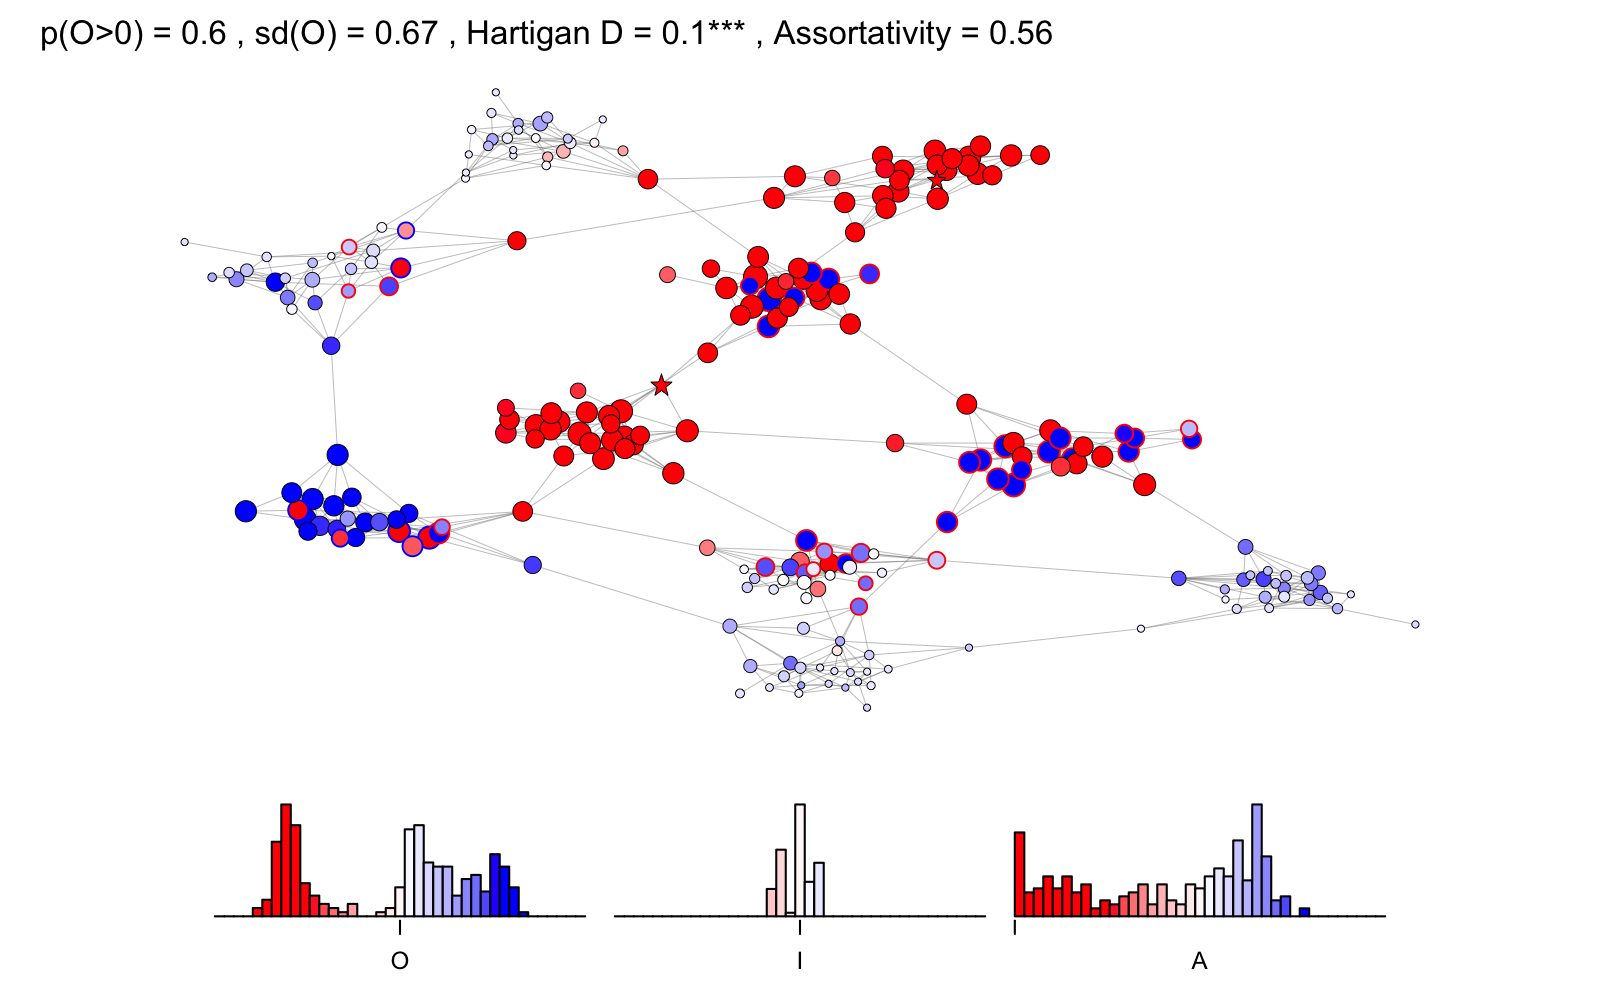 p(O>0) = 0.6 , sd(O) = 0.67 , Hartigan D = 0.1*** , Assortativity = 0.56
O I A